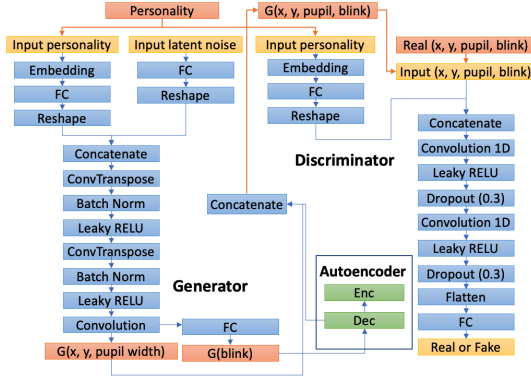 Personality
G(x, y, pupil, blink)
Input personality
Input latent noise
Input personality
Real (x, y, pupil, blink)
Input (x, y, pupil, blink)
Embedding
FC
Reshape
FC
Reshape
Embedding
FC
Reshape
Concatenate
ConvTranspose
Batch Norm
Leaky RELU
ConvTranspose
Batch Norm
Leaky RELU
Convolution
G(x, y, pupil width)
Generator
FC
G(blink)
Concatenate
Autoencoder
Enc
Dec
Discriminator
Concatenate
Convolution 1D
Leaky RELU
Dropout (0.3)
Convolution 1D
Leaky RELU
Dropout (0.3)
Flatten
FC
Real or Fake